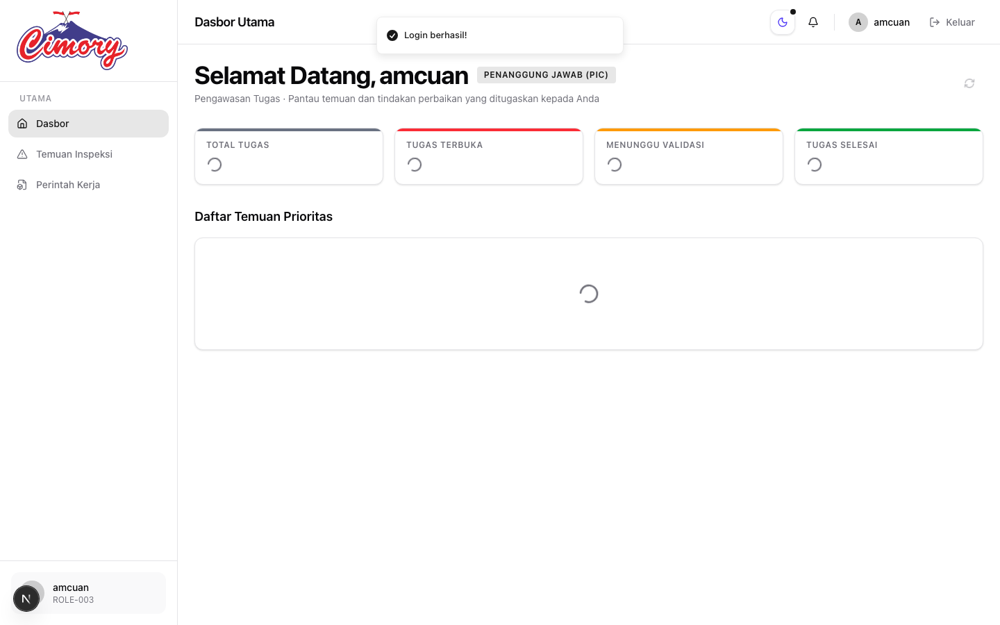 Cimory
UTAMA
Dasbor
Temuan Inspeksi
Perintah Kerja
amcuan
ROLE-003
N
Dasbor Utama
Login berhasil!
A
amcuan
Keluar
Selamat Datang, amcuan
PENANGGUNG JAWAB (PIC)
Pengawasan Tugas · Pantau temuan dan tindakan perbaikan yang ditugaskan kepada Anda
TOTAL TUGAS
TUGAS TERBUKA
MENUNGGU VALIDASI
TUGAS SELESAI
Daftar Temuan Prioritas